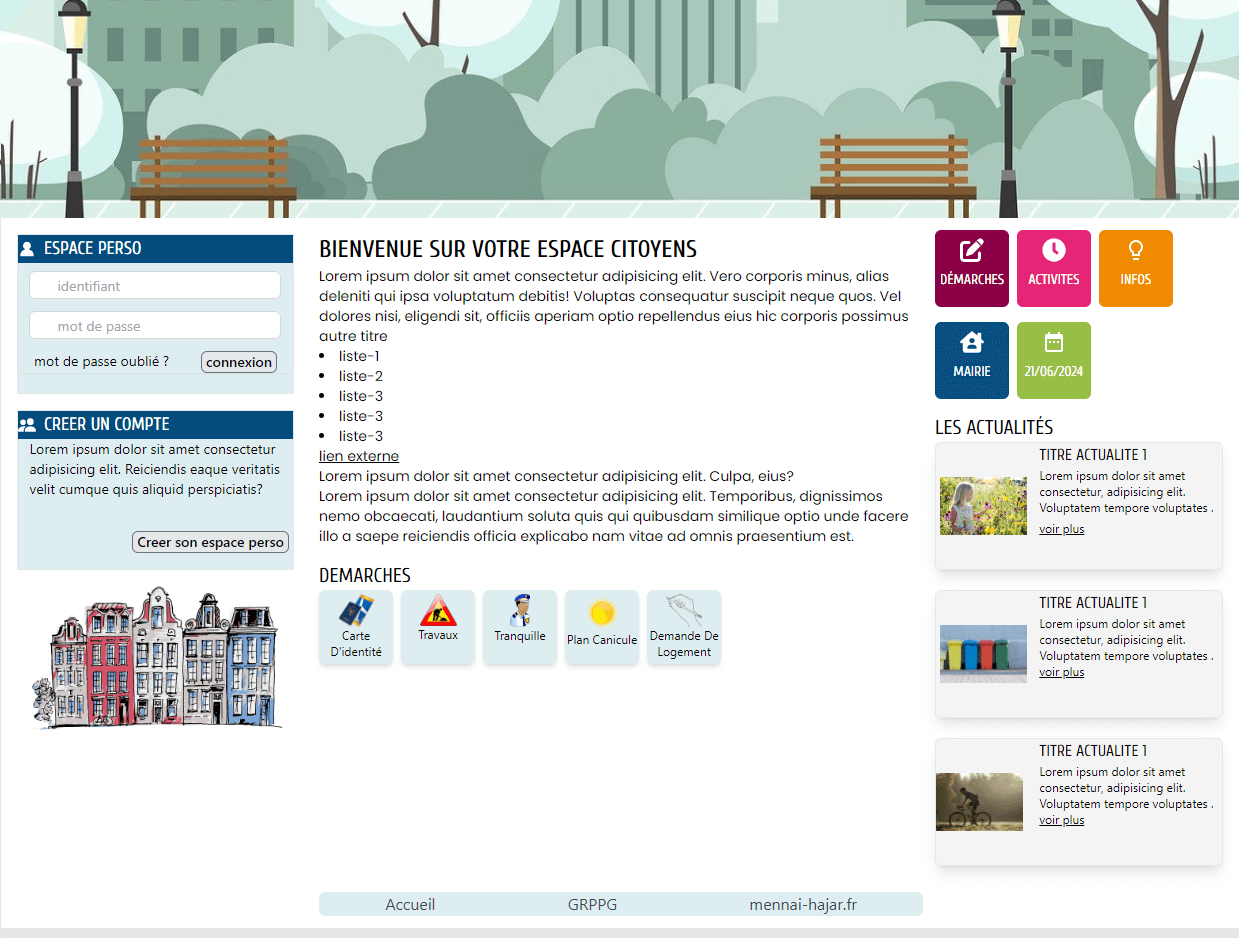 ESPACE PERSO
identifiant
mot de passe
mot de passe oublié ?
connexion
CREER UN COMPTE
Lorem ipsum dolor sit amet consectetur
adipisicing elit. Reiciendis eaque veritatis
velit cumque quis aliquid perspiciatis?
Creer son espace perso
BIENVENUE SUR VOTRE ESPACE CITOYENS
Lorem ipsum dolor sit amet consectetur adipisicing elit. Vero corporis minus, alias
deleniti qui ipsa voluptatum debitis! Voluptas consequatur suscipit neque quos. Vel
dolores nisi, eligendi sit, officiis aperiam optio repellendus eius hic corporis possimus
autre titre
• liste-1
• liste-2
• liste-3
• liste-3
• liste-3
lien externe
Lorem ipsum dolor sit amet consectetur adipisicing elit. Culpa, eius?
Lorem ipsum dolor sit amet consectetur adipisicing elit. Temporibus, dignissimos
nemo obcaecati, laudantium soluta quis qui quibusdam similique optio unde facere
illo a saepe reiciendis officia explicabo nam vitae ad omnis praesentium est.
DEMARCHES
Carte
D'identité
Travaux
Tranquille
Plan Canicule
Demande De
Logement
DÉMARCHES
ACTIVITES
INFOS
MAIRIE
21/06/2024
LES ACTUALITÉS
TITRE ACTUALITE 1
Lorem ipsum dolor sit amet
consectetur, adipisicing elit.
Voluptatem tempore voluptates .
voir plus
TITRE ACTUALITE 1
Lorem ipsum dolor sit amet
consectetur, adipisicing elit.
Voluptatem tempore voluptates .
voir plus
TITRE ACTUALITE 1
Lorem ipsum dolor sit amet
consectetur, adipisicing elit.
Voluptatem tempore voluptates .
voir plus
Accueil
GRPPG
mennai-hajar.fr